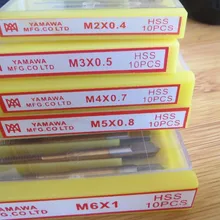 YAMAWA
MFG.CO LTD
M2X0.4
HSS
10PCS
YAMAWA
MFG.CO LTD
M3X0.5
HSS
10PCS
YAMAWA
MFG.CO LTD
M4X0.7
HSS
10PCS
YAMAWA
MFG.CO LTD
M5X0.8
HSS
10PCS
YAMAWA
MFG.CO LTD
M6X1
HSS
10PCS